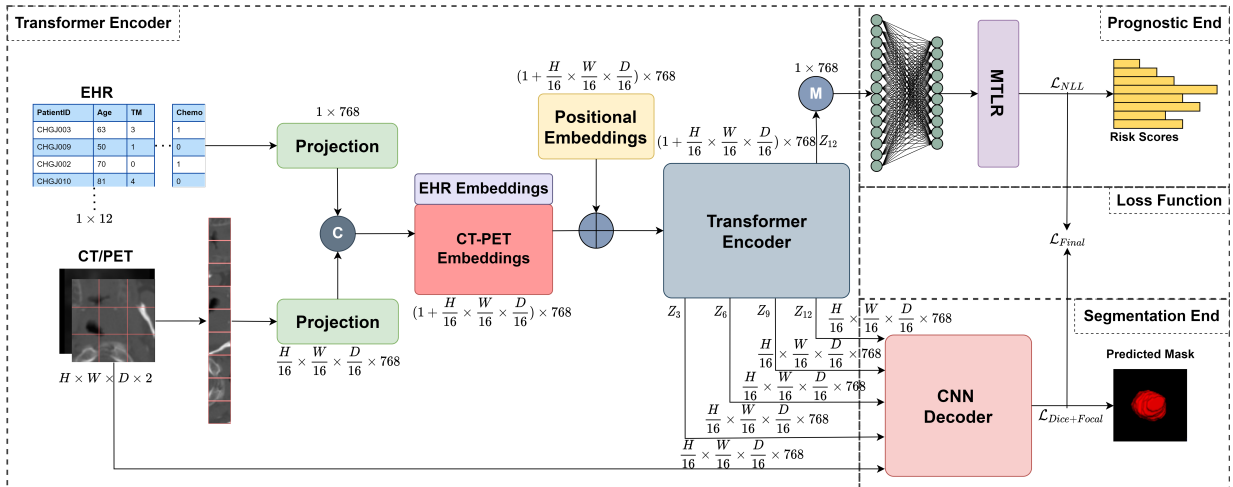 Transformer Encoder
EHR
PatientID Age TM Chemo
CHGJ003 63 3 1
CHGJ009 50 1 0
CHGJ002 70 0 1
CHGJ010 81 4 0
1 × 12
CT/PET
H × W × D × 2
1 × 768
Projection
C
Projection
H/16 × W/16 × D/16 × 768
EHR Embeddings
CT-PET
Embeddings
(1 + H/16 × W/16 × D/16) × 768
(1 + H/16 × W/16 × D/16) × 768
Positional
Embeddings
Transformer
Encoder
(1 + H/16 × W/16 × D/16) × 768
Z12
M
1 × 768
Z3 Z6 Z9 Z12
H/16 × W/16 × D/16 × 768
H/16 × W/16 × D/16 × 768
H/16 × W/16 × D/16 × 768
H/16 × W/16 × D/16 × 768
H/16 × W/16 × D/16 × 768
Prognostic End
MTLR
ℒNLL
Risk Scores
Loss Function
ℒFinal
Segmentation End
CNN
Decoder
ℒDice+Focal
Predicted Mask